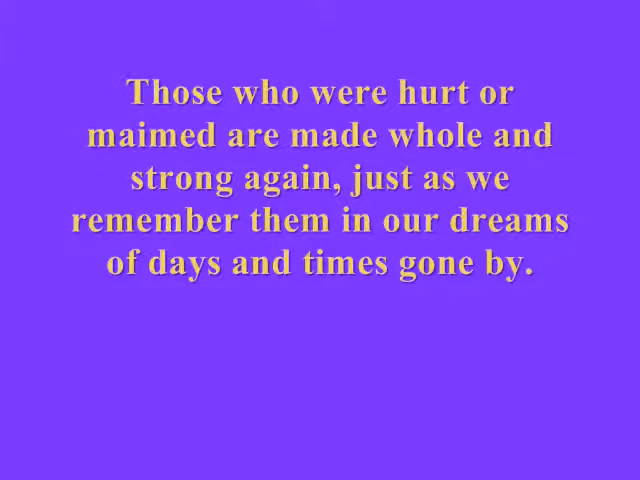 Those who were hurt or
maimed are made whole and
strong again, just as we
remember them in our dreams
of days and times gone by.